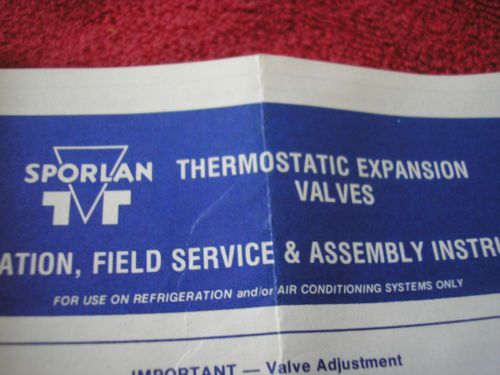 SPORLAN
THERMOSTATIC EXPANSION
VALVES
ATION, FIELD SERVICE & ASSEMBLY INSTRU
FOR USE ON REFRIGERATION and/or AIR CONDITIONING SYSTEMS ONLY
IMPORTANT — Valve Adjustment